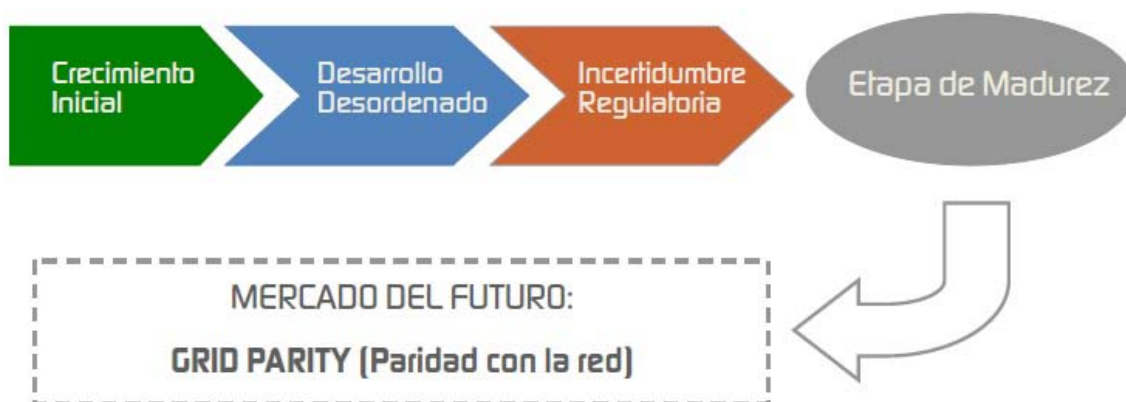 Crecimiento
Inicial
Desarrollo
Desordenado
Incertidumbre
Regulatoria
Etapa de Madurez
MERCADO DEL FUTURO:
GRID PARITY (Paridad con la red)